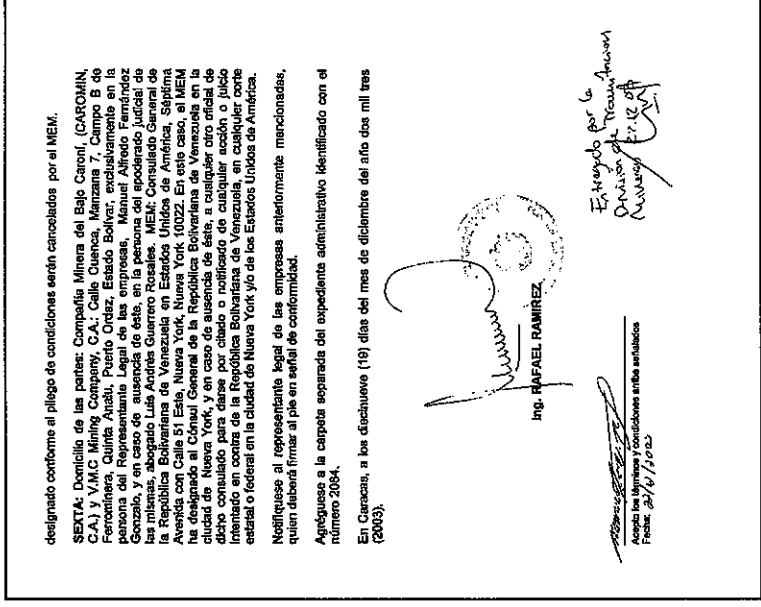 designado conforme al pliego de condiciones serán cancelados por el MEM.
SEXTA: Domicilio de las partes: Compañía Minera del Bajo Caroní, (CAROMIN,
C.A.) y V.M.C Mining Company, C.A.: Calle Cuenca, Manzana 7, Campo B de
Ferrominera, Quinta Anatu, Puerto Ordaz, Estado Bolívar, exclusivamente en la
persona del Representante Legal de las empresas, Manuel Alfredo Fernández
Gonzalo, y en caso de ausencia de éste, en la persona del apoderado judicial de
las mismas, abogado Luis Andrés Guerrero Rosales. MEM: Consulado General de
la República Bolivariana de Venezuela en Estados Unidos de América, Séptima
Avenida con Calle 51 Este, Nueva York, Nueva York 10022. En este caso, el MEM
ha designado al Cónsul General de la República Bolivariana de Venezuela en la
ciudad de Nueva York, y en caso de ausencia de éste, a cualquier otro oficial de
dicho consulado para darse por citado o notificado de cualquier acción o juicio
intentado en contra de la República Bolivariana de Venezuela, en cualquier corte
estatal o federal en la ciudad de Nueva York y/o de los Estados Unidos de América.
Notifíquese al representante legal de las empresas anteriormente mencionadas,
quien deberá firmar al pie en señal de conformidad.
Agréguese a la carpeta separada del expediente administrativo identificado con el
número 2084.
En Caracas, a los diecinueve (19) días del mes de diciembre del año dos mil tres
(2003).
Ing. RAFAEL RAMIREZ
Acepto los términos y condiciones arriba señalados
Fecha:
Entregado por la
División de